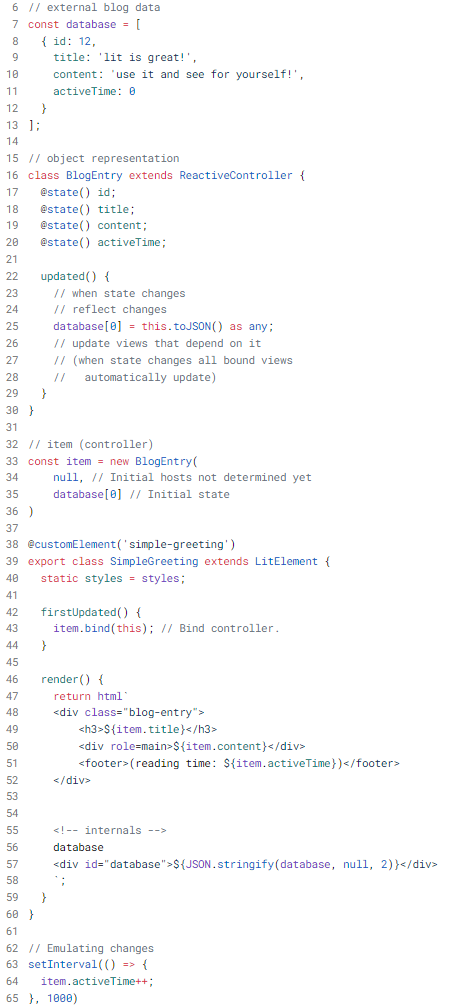 6 // external blog data
7 const database = [
8   { id: 12,
9     title: 'lit is great!',
10     content: 'use it and see for yourself!',
11     activeTime: 0
12   }
13 ];
14
15 // object representation
16 class BlogEntry extends ReactiveController {
17   @state() id;
18   @state() title;
19   @state() content;
20   @state() activeTime;
21
22   updated() {
23     // when state changes
24     // reflect changes
25     database[0] = this.toJSON() as any;
26     // update views that depend on it
27     // (when state changes all bound views
28     //   automatically update)
29   }
30 }
31
32 // item (controller)
33 const item = new BlogEntry(
34     null, // Initial hosts not determined yet
35     database[0] // Initial state
36 )
37
38 @customElement('simple-greeting')
39 export class SimpleGreeting extends LitElement {
40   static styles = styles;
41
42   firstUpdated() {
43     item.bind(this); // Bind controller.
44   }
45
46   render() {
47     return html`
48     <div class="blog-entry">
49         <h3>${item.title}</h3>
50         <div role=main>${item.content}</div>
51         <footer>(reading time: ${item.activeTime})</footer>
52     </div>
53
54
55     <!-- internals -->
56     database
57     <div id="database">${JSON.stringify(database, null, 2)}</div>
58     `;
59   }
60 }
61
62 // Emulating changes
63 setInterval(() => {
64   item.activeTime++;
65 }, 1000)